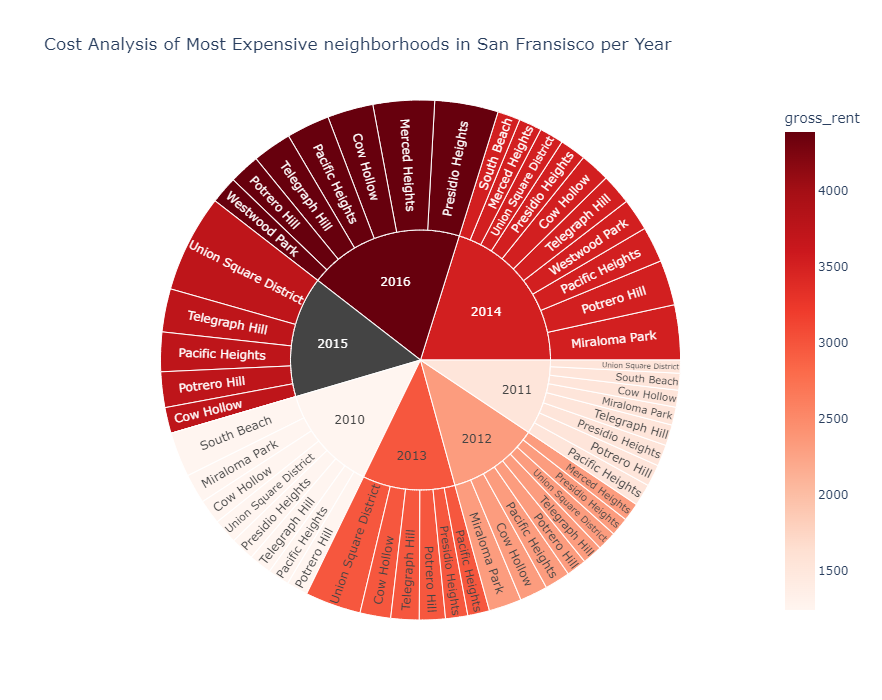 Cost Analysis of Most Expensive neighborhoods in San Fransisco per Year
gross_rent
4000
3500
3000
2500
2000
1500
2016
Presidio Heights
Merced Heights
Cow Hollow
Pacific Heights
Telegraph Hill
Potrero Hill
Westwood Park
2014
South Beach
Merced Heights
Union Square District
Presidio Heights
Cow Hollow
Telegraph Hill
Westwood Park
Pacific Heights
Potrero Hill
Miraloma Park
2015
Union Square District
Telegraph Hill
Pacific Heights
Potrero Hill
Cow Hollow
2011
Union Square District
South Beach
Cow Hollow
Miraloma Park
Telegraph Hill
Presidio Heights
Potrero Hill
Pacific Heights
2010
South Beach
Miraloma Park
Cow Hollow
Union Square District
Presidio Heights
Telegraph Hill
Pacific Heights
Potrero Hill
2013
Union Square District
Cow Hollow
Telegraph Hill
Potrero Hill
Presidio Heights
Pacific Heights
2012
Miraloma Park
Cow Hollow
Pacific Heights
Potrero Hill
Telegraph Hill
Union Square District
Presidio Heights
Merced Heights